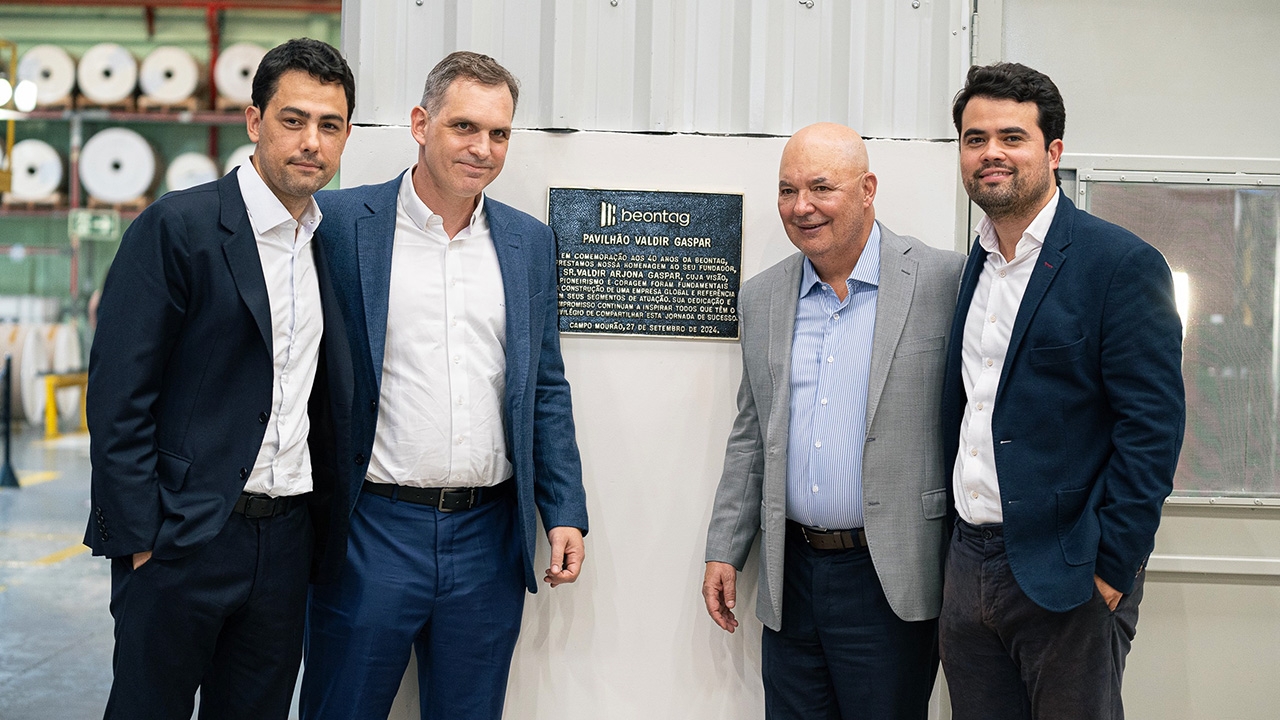 beontag
PAVILHÃO VALDIR GASPAR
EM COMEMORAÇÃO AOS 40 ANOS DA BEONTAG,
PRESTAMOS NOSSA HOMENAGEM AO SEU FUNDADOR,
SR.VALDIR ARJONA GASPAR, CUJA VISÃO,
PIONEIRISMO E CORAGEM FORAM FUNDAMENTAIS
CONSTRUÇÃO DE UMA EMPRESA GLOBAL E REFERÊNCIA
EM SEUS SEGMENTOS DE ATUAÇÃO. SUA DEDICAÇÃO E
COMPROMISSO CONTINUAM A INSPIRAR TODOS QUE TÊM O
PRIVILÉGIO DE COMPARTILHAR ESTA JORNADA DE SUCESSO.
CAMPO MOURÃO, 27 DE SETEMBRO DE 2024.